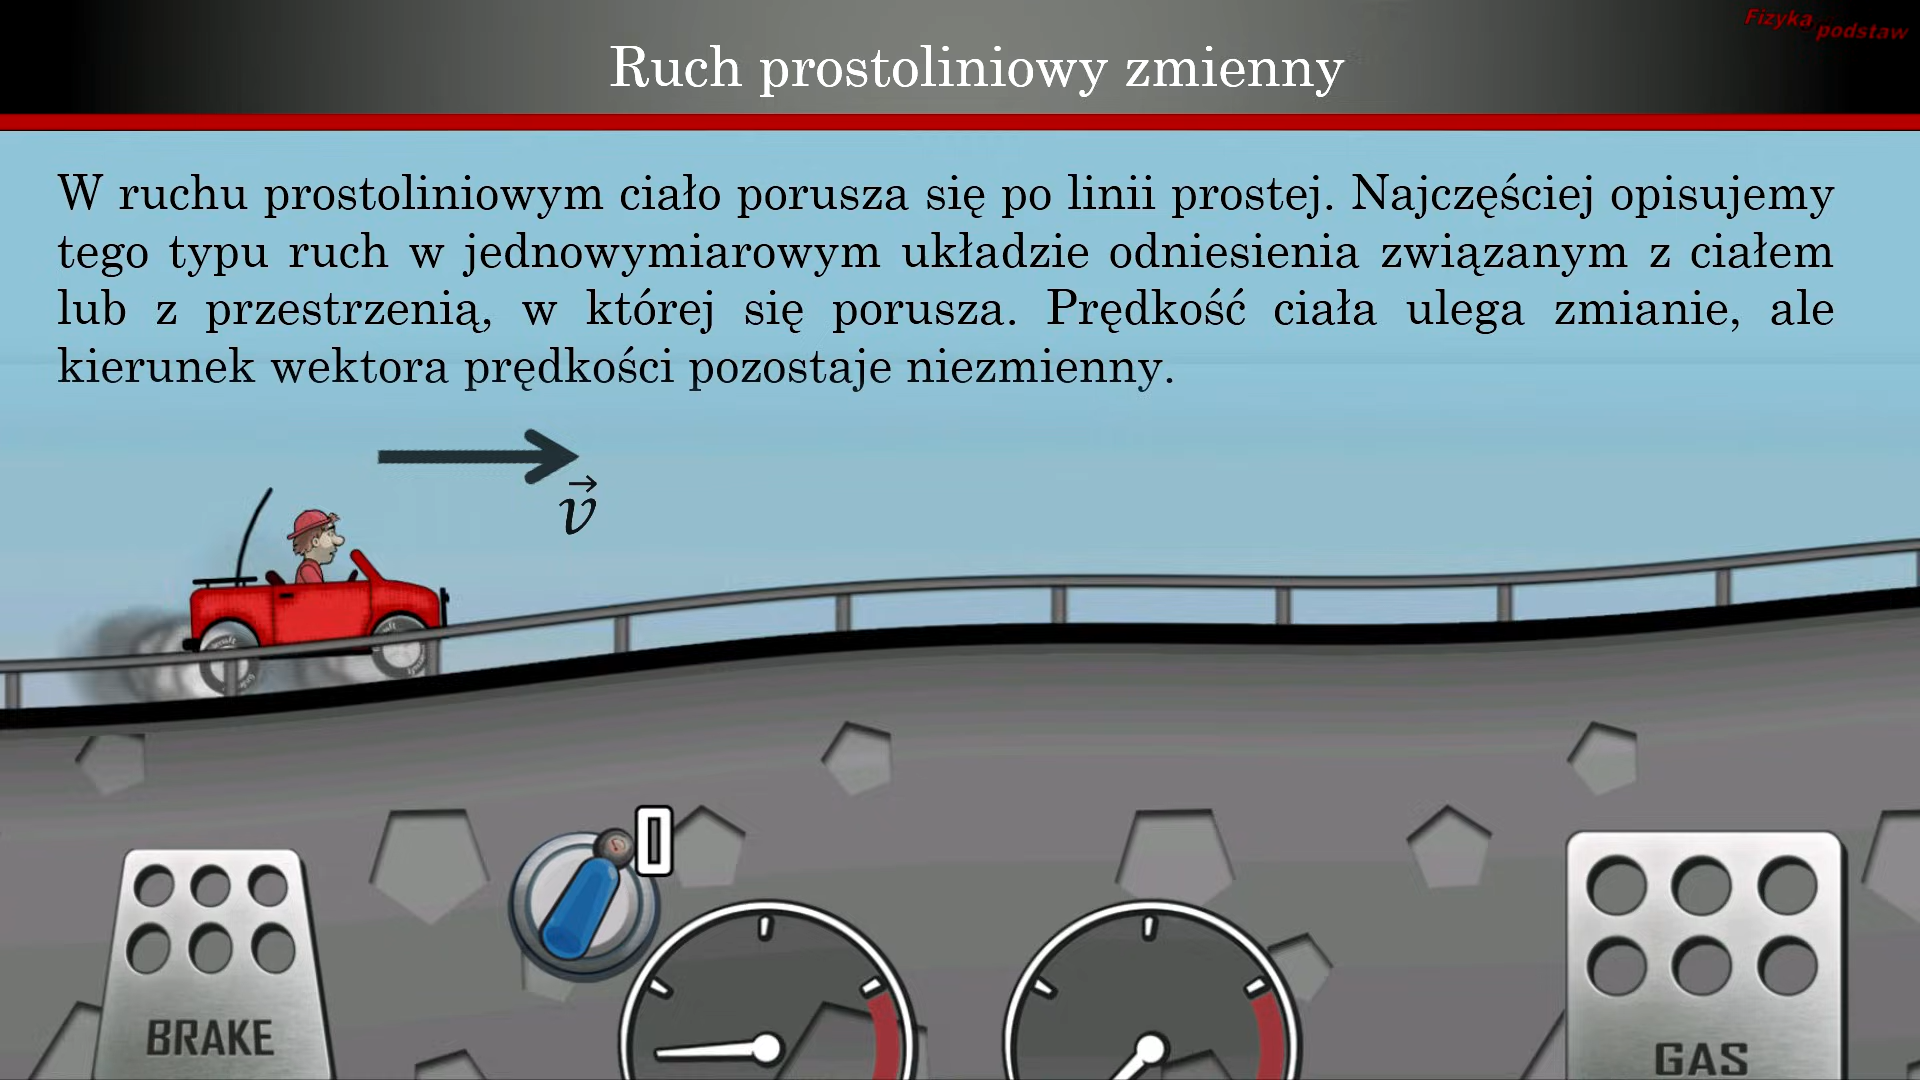 Fizyka
podstaw
Ruch prostoliniowy zmienny
W ruchu prostoliniowym ciało porusza się po linii prostej. Najczęściej opisujemy
tego typu ruch w jednowymiarowym układzie odniesienia związanym z ciałem
lub z przestrzenią, w której się porusza. Prędkość ciała ulega zmianie, ale
kierunek wektora prędkości pozostaje niezmienny.
v⃗
0
BRAKE
GAS